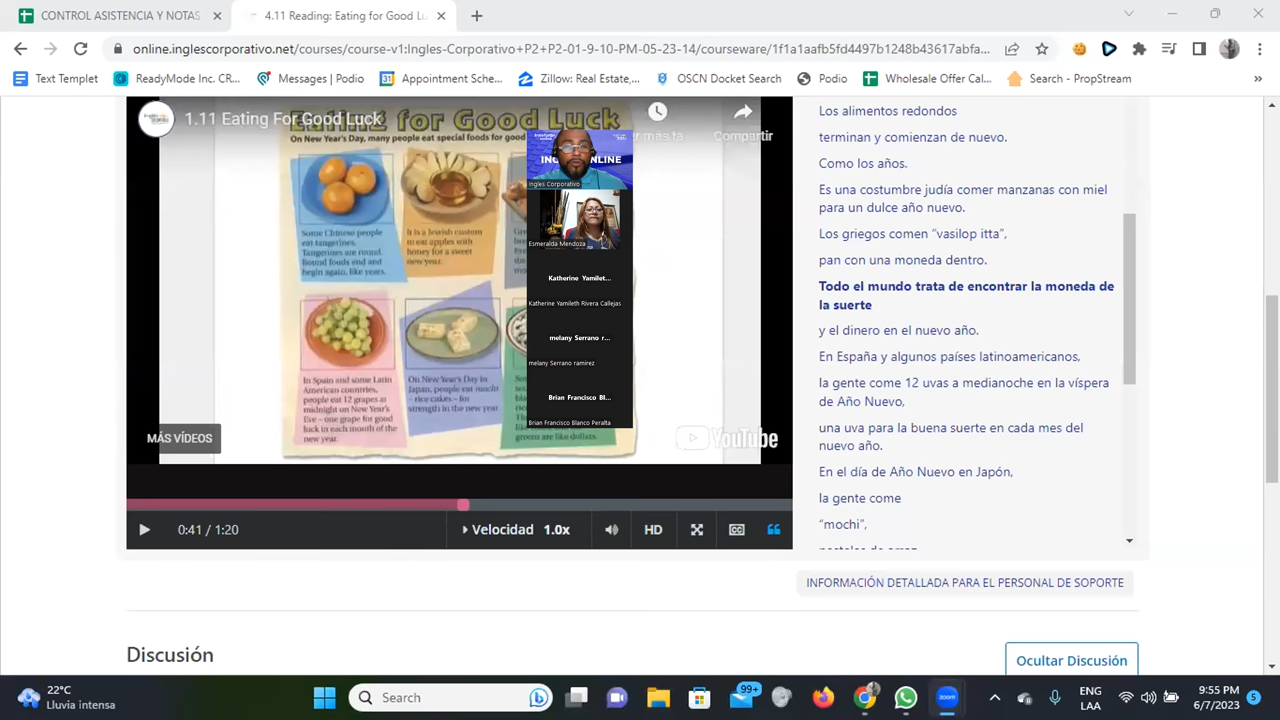 CONTROL ASISTENCIA Y NOTAS
4.11 Reading: Eating for Good Lu
online.inglescorporativo.net/courses/course-v1:Ingles-Corporativo+P2+P2-01-9-10-PM-05-23-14/courseware/1f1a1aafb5fd4497b1248b43617abfa...
Text Templet
ReadyMode Inc. CR...
Messages | Podio
Appointment Sche...
Zillow: Real Estate,...
OSCN Docket Search
Podio
Wholesale Offer Cal...
Search - PropStream
1.11 Eating For Good Luck
Eating for Good Luck
On New Year's Day, many people eat special foods for good
Compartir
Some Chinese people
eat tangerines.
Tangerines are round.
Round foods end and
begin again, like years.
It is a Jewish custom
to eat apples with
honey for a sweet
new year.
In Spain and some Latin
American countries,
people eat 12 grapes at
midnight on New Year's
Eve – one grape for good
luck in each month of the
new year.
On New Year's Day in
Japan, people eat mochi
– rice cakes – for
strength in the new year.
greens are like dollars.
INGLES ONLINE
Ingles Corporativo
Esmeralda Mendoza
Katherine Yamilet...
Katherine Yamileth Rivera Callejas
melany Serrano r...
melany Serrano ramirez
Brian Francisco Bl...
Brian Francisco Blanco Peralta
MÁS VÍDEOS
YouTube
0:41 / 1:20
Velocidad 1.0x
HD
Los alimentos redondos
terminan y comienzan de nuevo.
Como los años.
Es una costumbre judía comer manzanas con miel
para un dulce año nuevo.
Los griegos comen “vasilop itta”,
pan con una moneda dentro.
Todo el mundo trata de encontrar la moneda de
la suerte
y el dinero en el nuevo año.
En España y algunos países latinoamericanos,
la gente come 12 uvas a medianoche en la víspera
de Año Nuevo,
una uva para la buena suerte en cada mes del
nuevo año.
En el día de Año Nuevo en Japón,
la gente come
“mochi”,
pasteles de arroz
INFORMACIÓN DETALLADA PARA EL PERSONAL DE SOPORTE
Discusión
Ocultar Discusión
22°C
Lluvia intensa
Search
99+
zoom
ENG
LAA
9:55 PM
6/7/2023
5